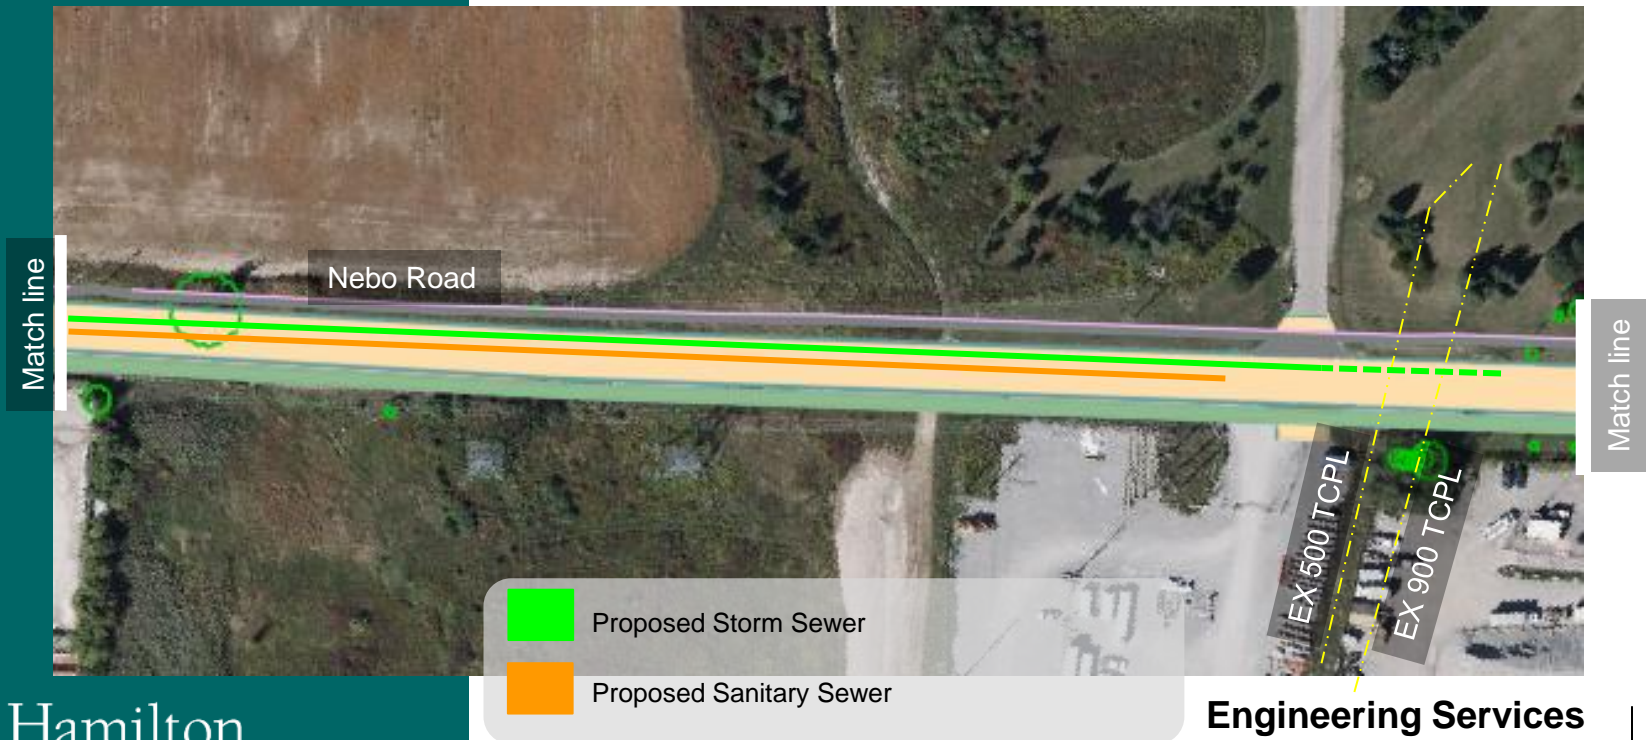 Match line
Nebo Road
Match line
EX 500 TCPL
EX 900 TCPL
Proposed Storm Sewer
Proposed Sanitary Sewer
Hamilton
Engineering Services